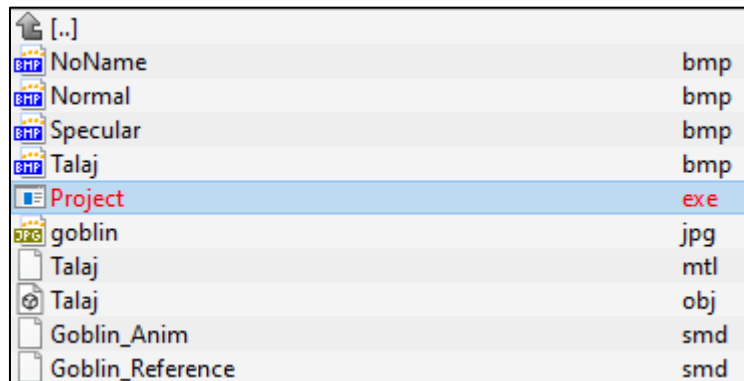 [..]
NoName bmp
Normal bmp
Specular bmp
Talaj bmp
Project exe
goblin jpg
Talaj mtl
Talaj obj
Goblin_Anim smd
Goblin_Reference smd